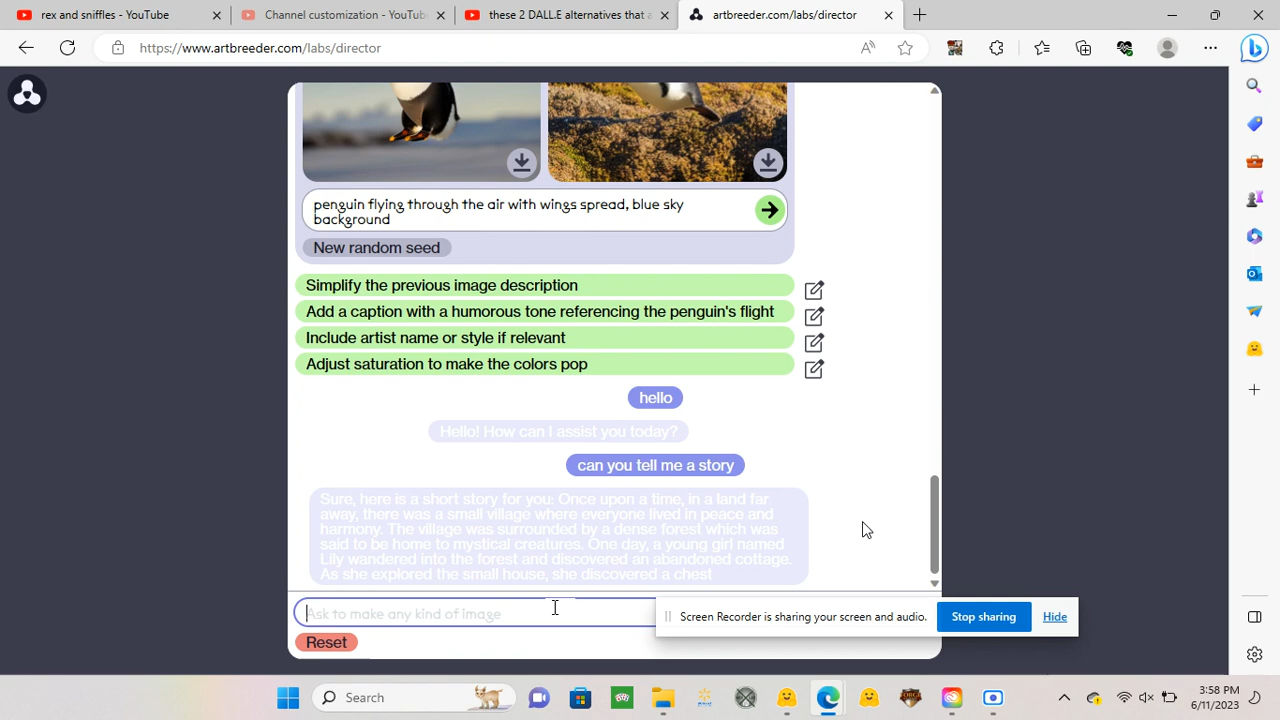 rex and sniffles - YouTube
Channel customization - YouTub
these 2 DALL.E alternatives that a
artbreeder.com/labs/director
https://www.artbreeder.com/labs/director
penguin flying through the air with wings spread, blue sky
background
New random seed
Simplify the previous image description
Add a caption with a humorous tone referencing the penguin's flight
Include artist name or style if relevant
Adjust saturation to make the colors pop
hello
Hello! How can I assist you today?
can you tell me a story
Sure, here is a short story for you: Once upon a time, in a land far
away, there was a small village where everyone lived in peace and
harmony. The village was surrounded by a dense forest which was
said to be home to mystical creatures. One day, a young girl named
Lily wandered into the forest and discovered an abandoned cottage.
As she explored the small house, she discovered a chest
Ask to make any kind of image
Screen Recorder is sharing your screen and audio.
Stop sharing
Hide
Reset
Search
3:58 PM
6/11/2023